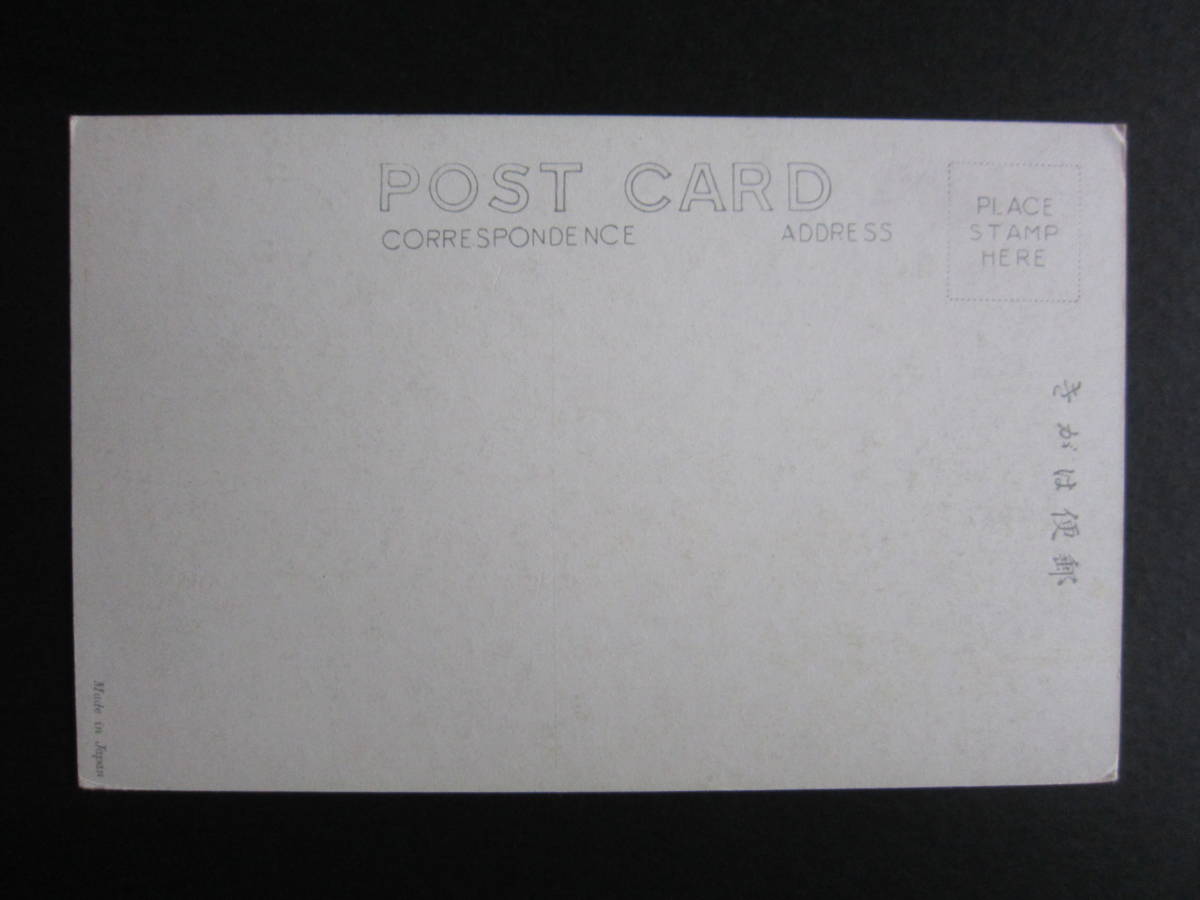 POST CARD
CORRESPONDENCE ADDRESS
PLACE
STAMP
HERE
きが は便郵
Made in Japan